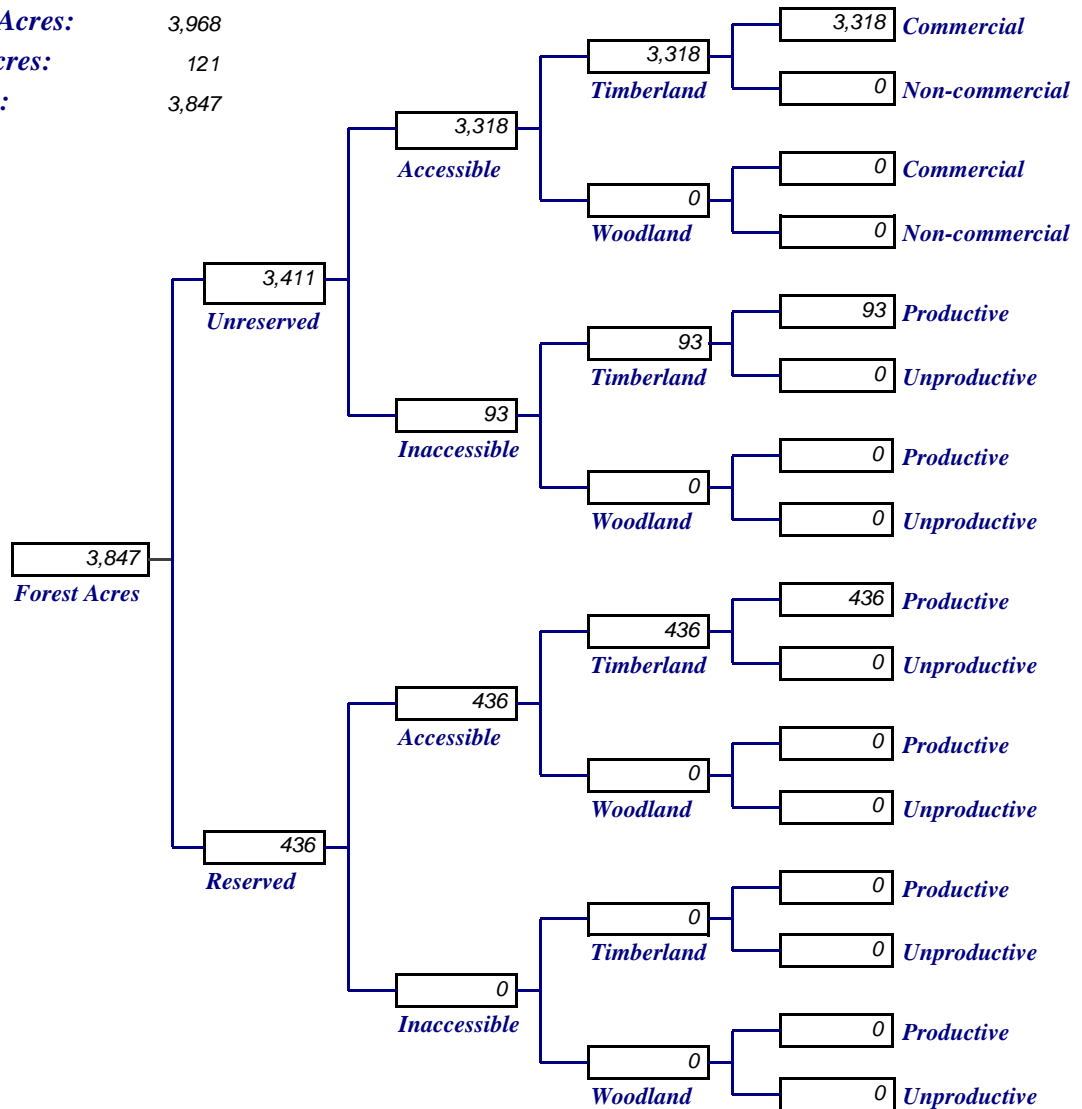 Acres: 3,968
cres: 121
: 3,847
3,318 Commercial
3,318
Timberland
0 Non-commercial
3,318
Accessible
0 Commercial
0
Woodland
0 Non-commercial
3,411
Unreserved
93 Productive
93
Timberland
0 Unproductive
93
Inaccessible
0 Productive
0
Woodland
0 Unproductive
3,847
Forest Acres
436 Productive
436
Timberland
0 Unproductive
436
Accessible
0 Productive
0
Woodland
0 Unproductive
436
Reserved
0 Productive
0
Timberland
0 Unproductive
0
Inaccessible
0 Productive
0
Woodland
0 Unproductive